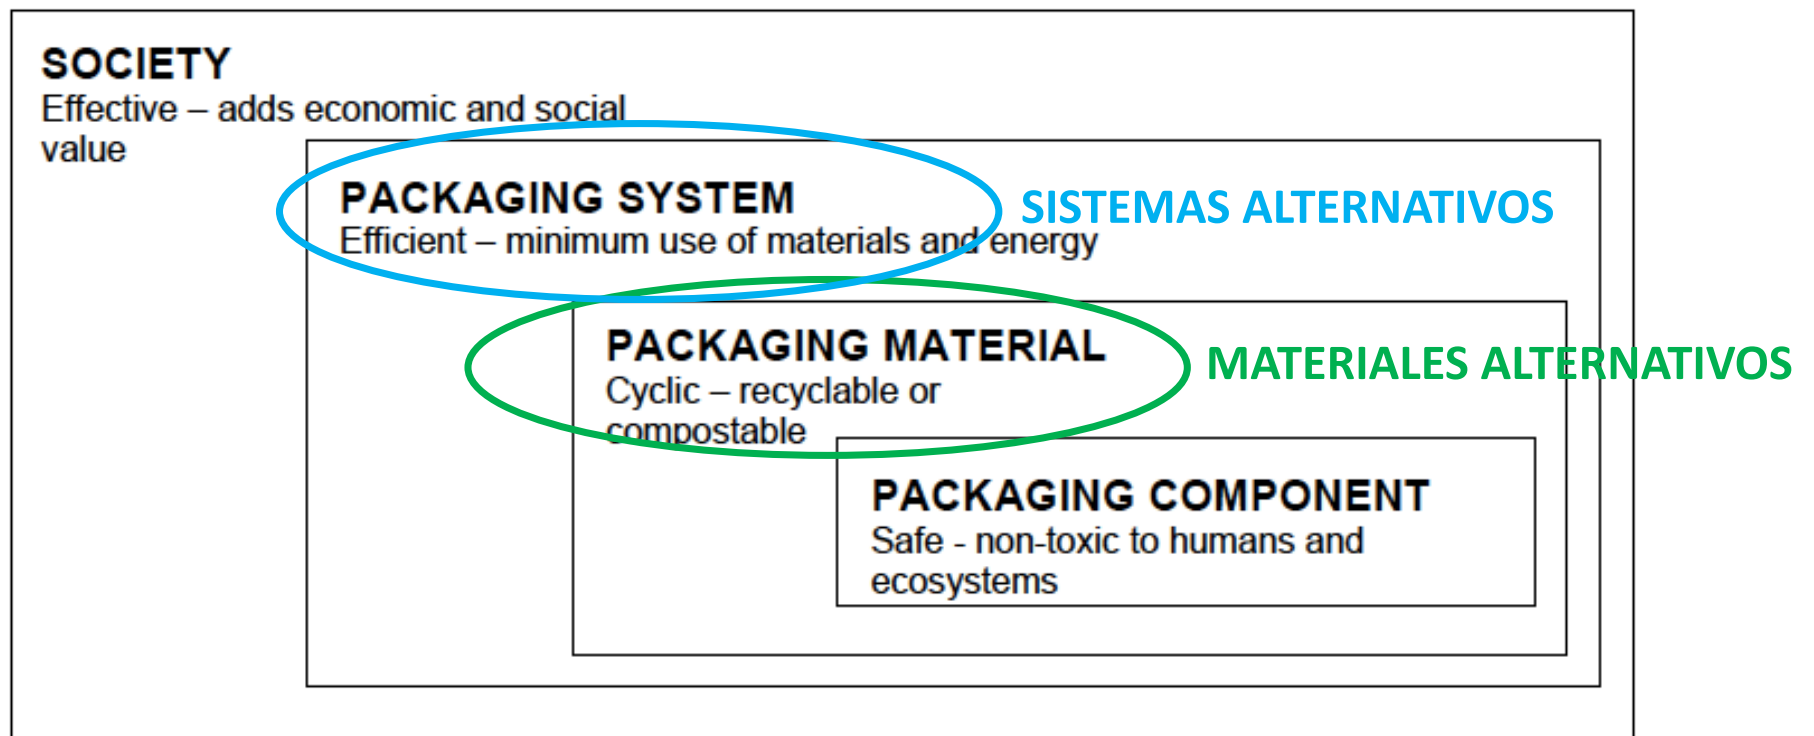 SOCIETY
Effective – adds economic and social
value
PACKAGING SYSTEM
Efficient – minimum use of materials and energy
SISTEMAS ALTERNATIVOS
PACKAGING MATERIAL
Cyclic – recyclable or
compostable
MATERIALES ALTERNATIVOS
PACKAGING COMPONENT
Safe - non-toxic to humans and
ecosystems